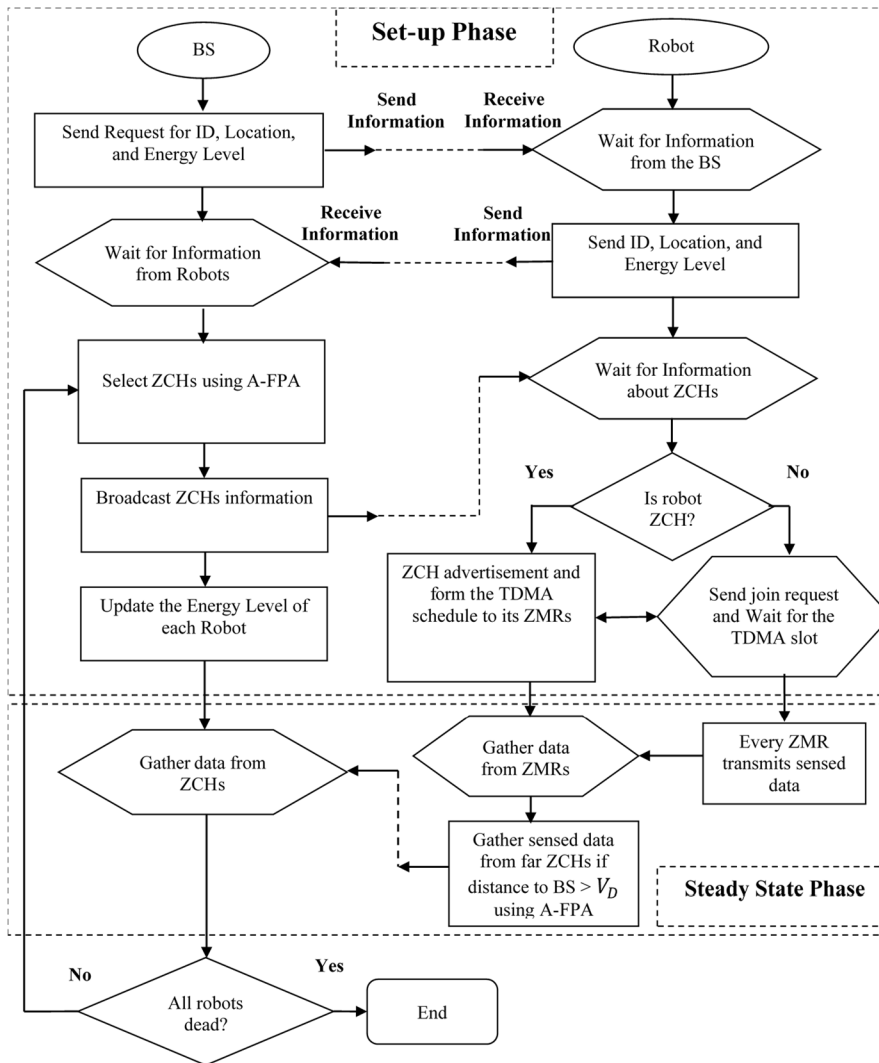 BS
Set-up Phase
Robot
Send Request for ID, Location,
and Energy Level
Send
Information
Receive
Information
Wait for Information
from the BS
Wait for Information
from Robots
Receive
Information
Send
Information
Send ID, Location, and
Energy Level
Select ZCHs using A-FPA
Wait for Information
about ZCHs
Broadcast ZCHs information
Yes
No
Is robot
ZCH?
Update the Energy Level of
each Robot
ZCH advertisement and
form the TDMA
schedule to its ZMRs
Send join request
and Wait for the
TDMA slot
Gather data from
ZCHs
Gather data
from ZMRs
Every ZMR
transmits sensed
data
Gather sensed data
from far ZCHs if
distance to BS > V_D
using A-FPA
Steady State Phase
No
Yes
All robots
dead?
End